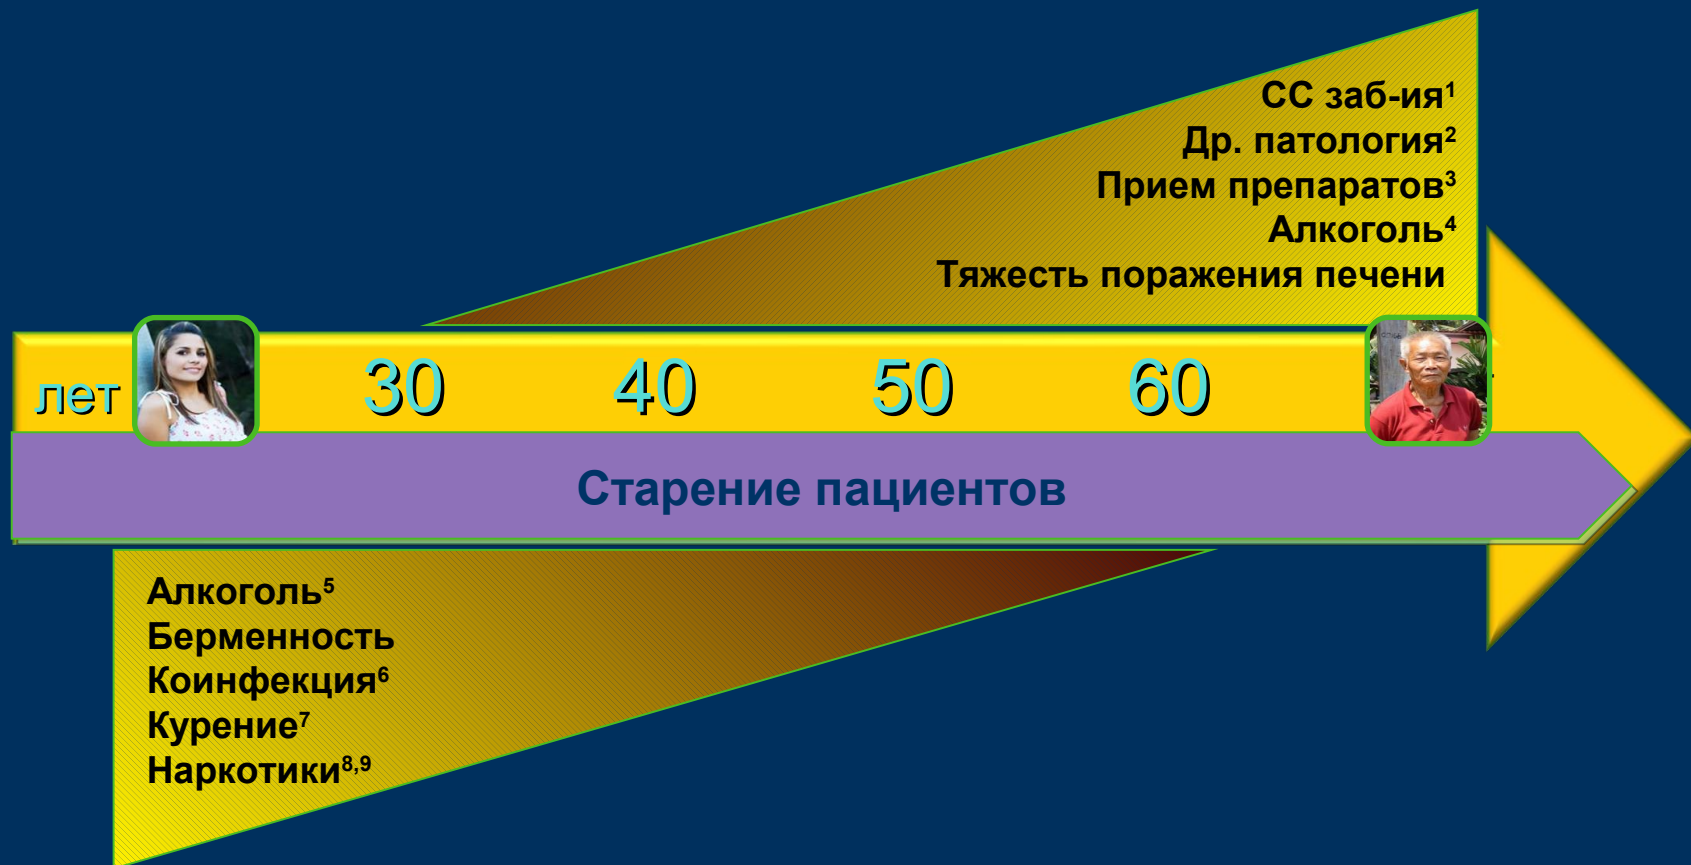 СС заб-ия¹
Др. патология²
Прием препаратов³
Алкоголь⁴
Тяжесть поражения печени
лет 30 40 50 60
Старение пациентов
Алкоголь⁵
Берменность
Коинфекция⁶
Курение⁷
Наркотики⁸,⁹